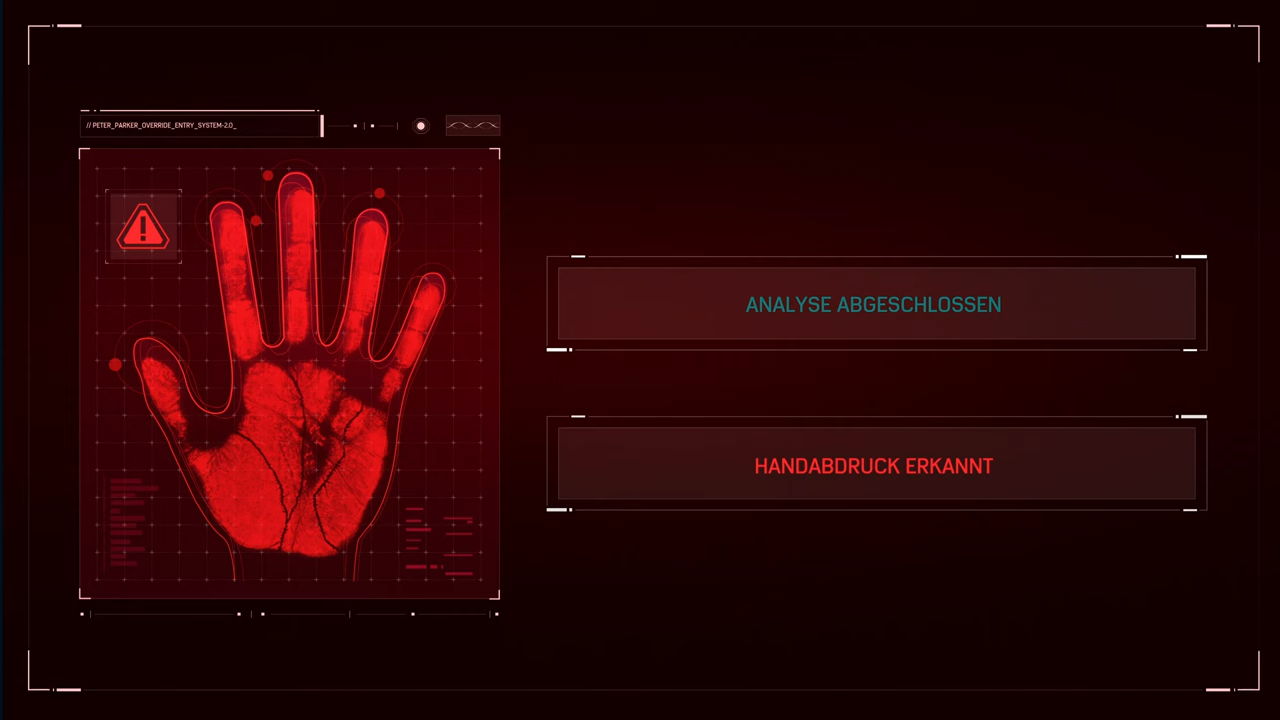 // PETER_PARKER_OVERRIDE_ENTRY_SYSTEM-2.0_
ANALYSE ABGESCHLOSSEN
HANDABDRUCK ERKANNT